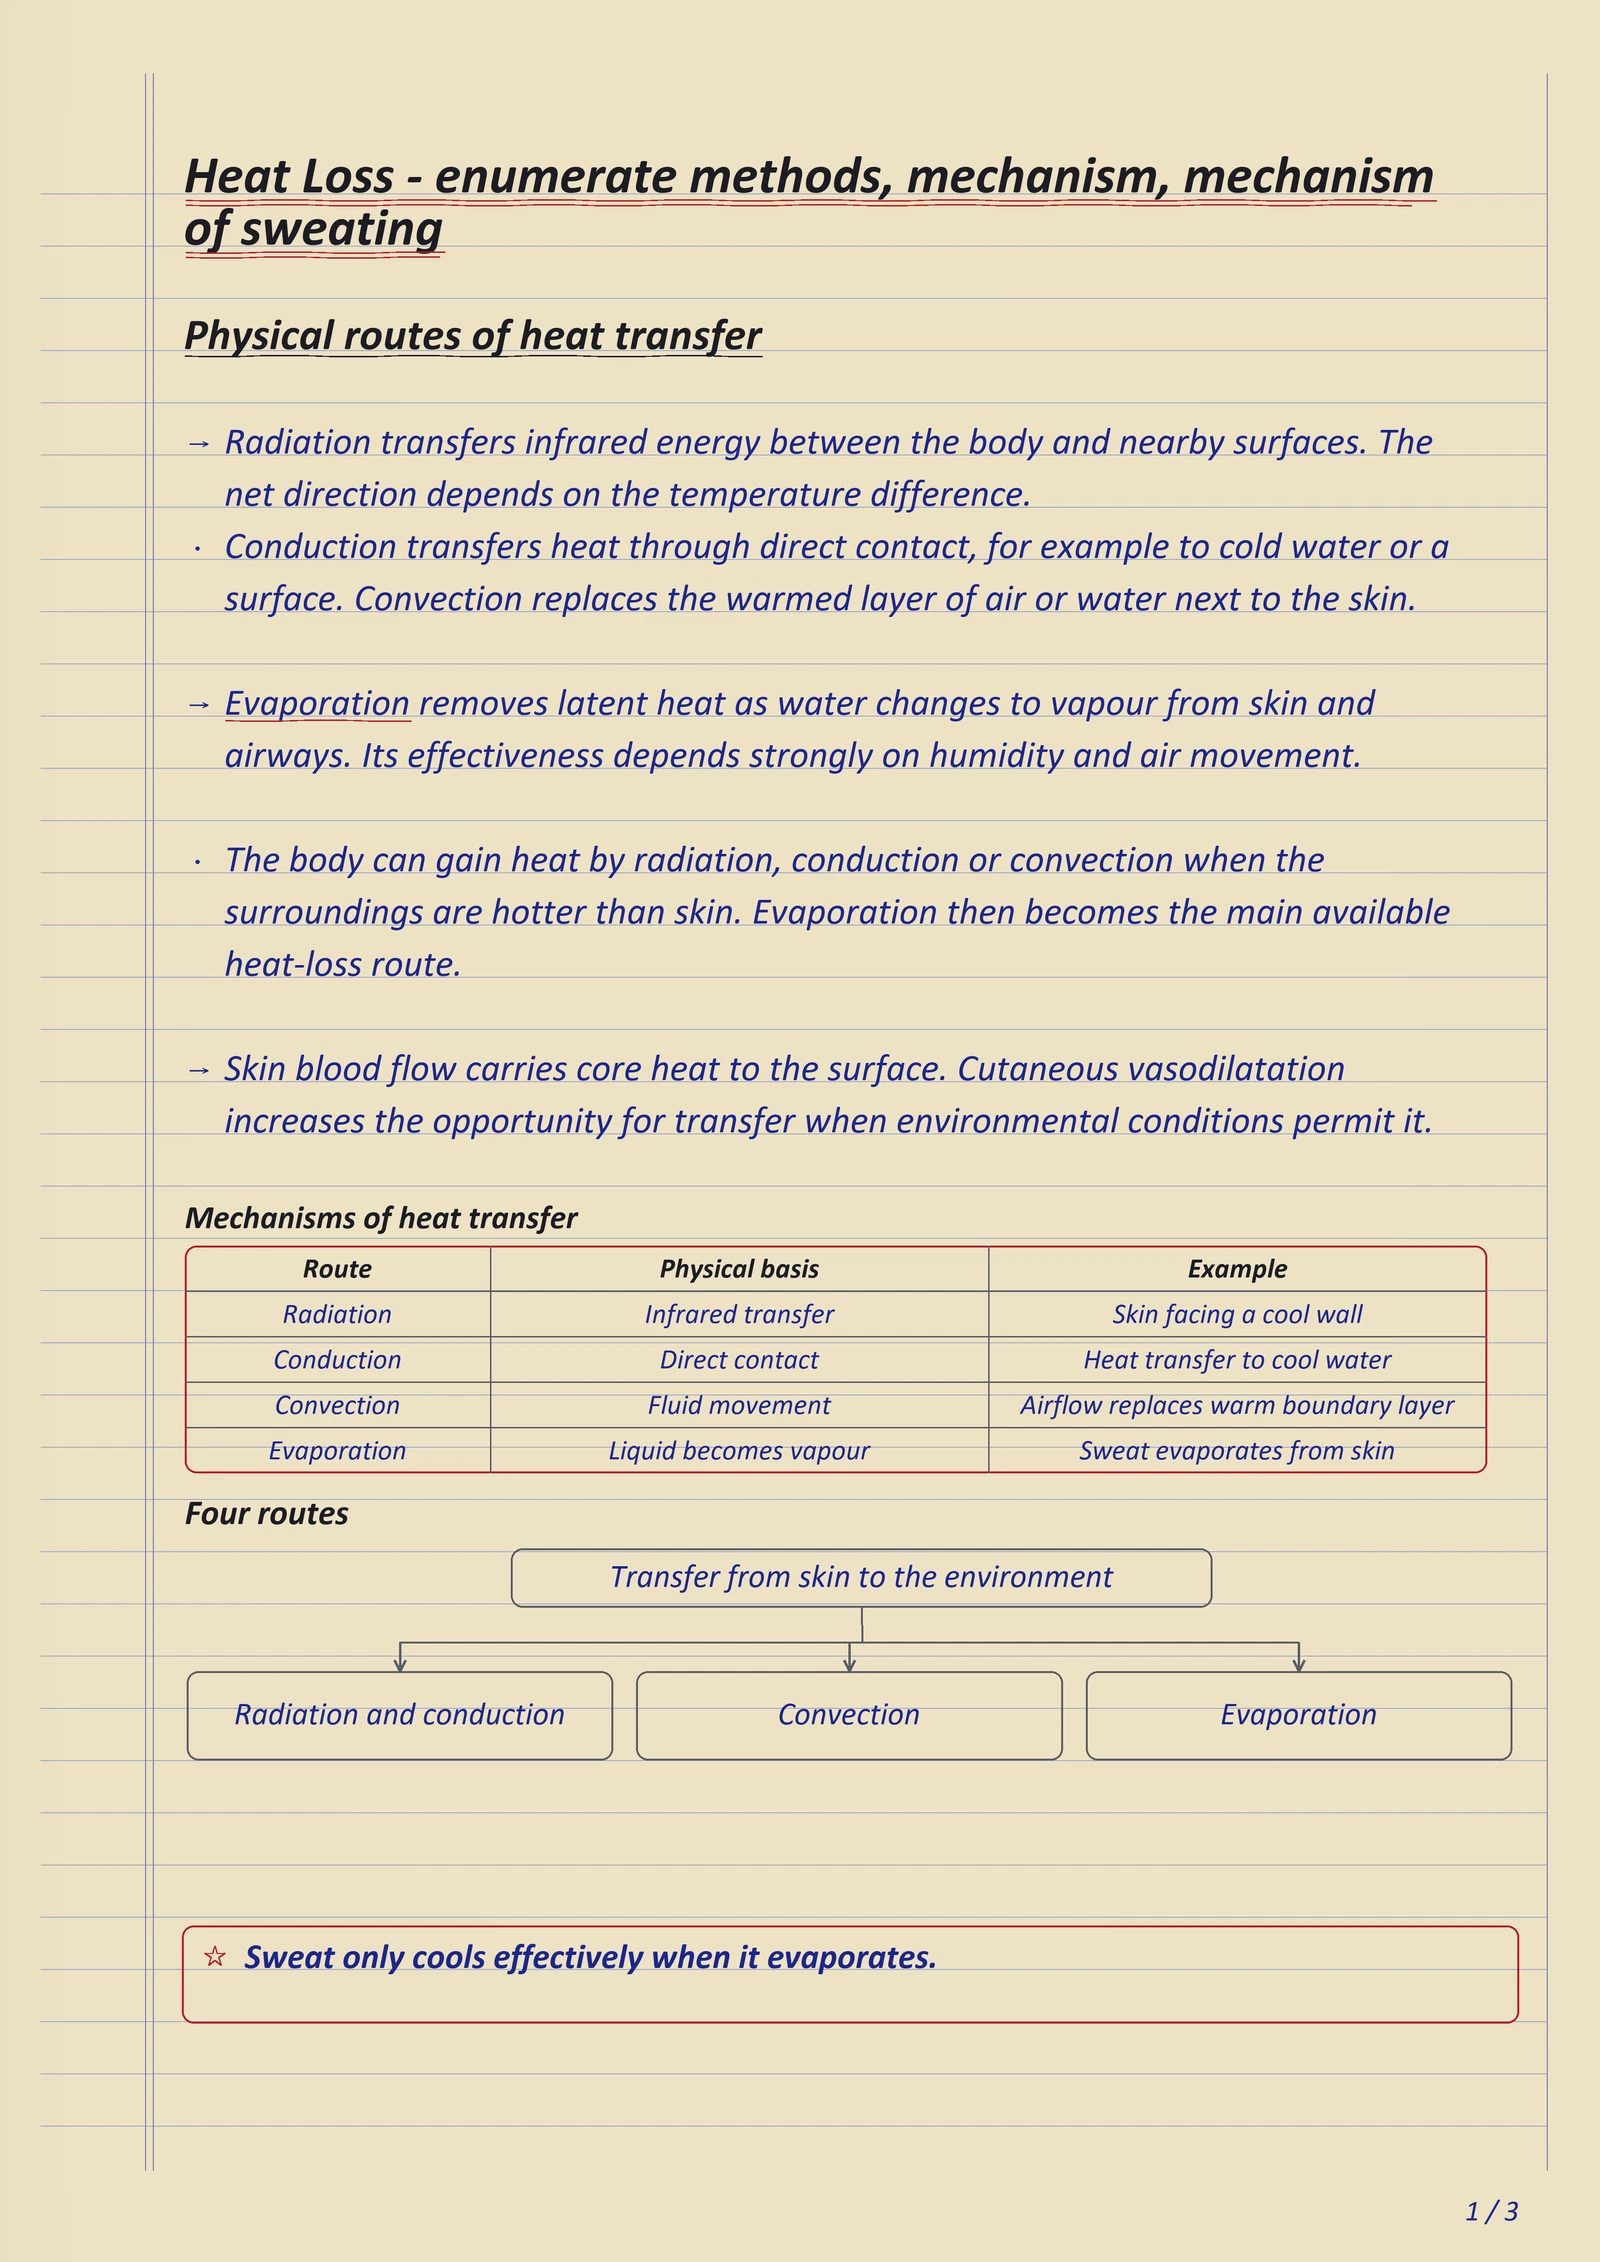 Heat Loss - enumerate methods, mechanism, mechanism
of sweating
Physical routes of heat transfer
→ Radiation transfers infrared energy between the body and nearby surfaces. The
net direction depends on the temperature difference.
· Conduction transfers heat through direct contact, for example to cold water or a
surface. Convection replaces the warmed layer of air or water next to the skin.
→ Evaporation removes latent heat as water changes to vapour from skin and
airways. Its effectiveness depends strongly on humidity and air movement.
· The body can gain heat by radiation, conduction or convection when the
surroundings are hotter than skin. Evaporation then becomes the main available
heat-loss route.
→ Skin blood flow carries core heat to the surface. Cutaneous vasodilatation
increases the opportunity for transfer when environmental conditions permit it.
Mechanisms of heat transfer
Route Physical basis Example
Radiation Infrared transfer Skin facing a cool wall
Conduction Direct contact Heat transfer to cool water
Convection Fluid movement Airflow replaces warm boundary layer
Evaporation Liquid becomes vapour Sweat evaporates from skin
Four routes
Transfer from skin to the environment
Radiation and conduction Convection Evaporation
☆ Sweat only cools effectively when it evaporates.
1 / 3